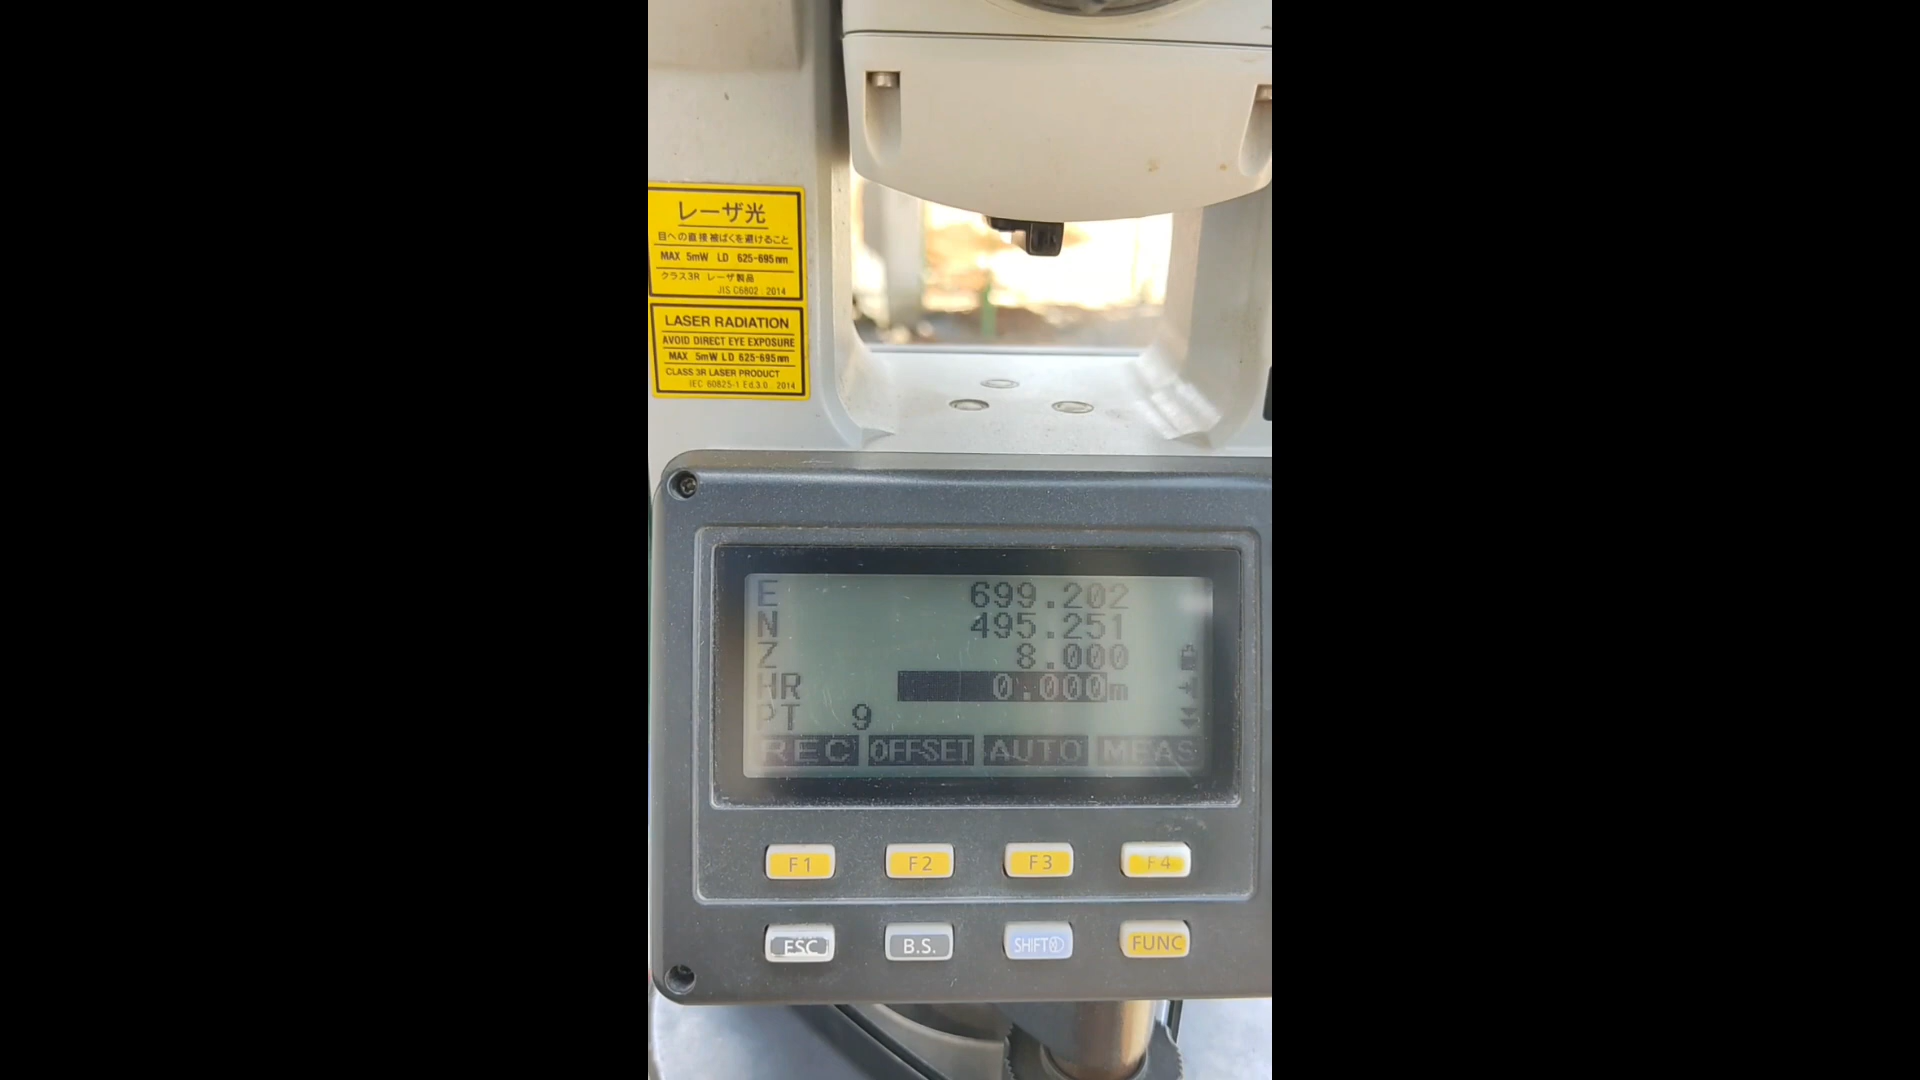 レーザ光
目への直接被ばくを避けること
MAX 5mW LD 625-695nm
クラス3R レーザ製品
JIS C6802 : 2014
LASER RADIATION
AVOID DIRECT EYE EXPOSURE
MAX 5mW LD 625-695nm
CLASS 3R LASER PRODUCT
IEC 60825-1 Ed.3.0 : 2014
E 699.202
N 495.251
Z 8.000
HR 0.000m
PT 9
REC OFFSET AUTO MEAS
F1 F2 F3 F4
ESC B.S. SHIFT FUNC